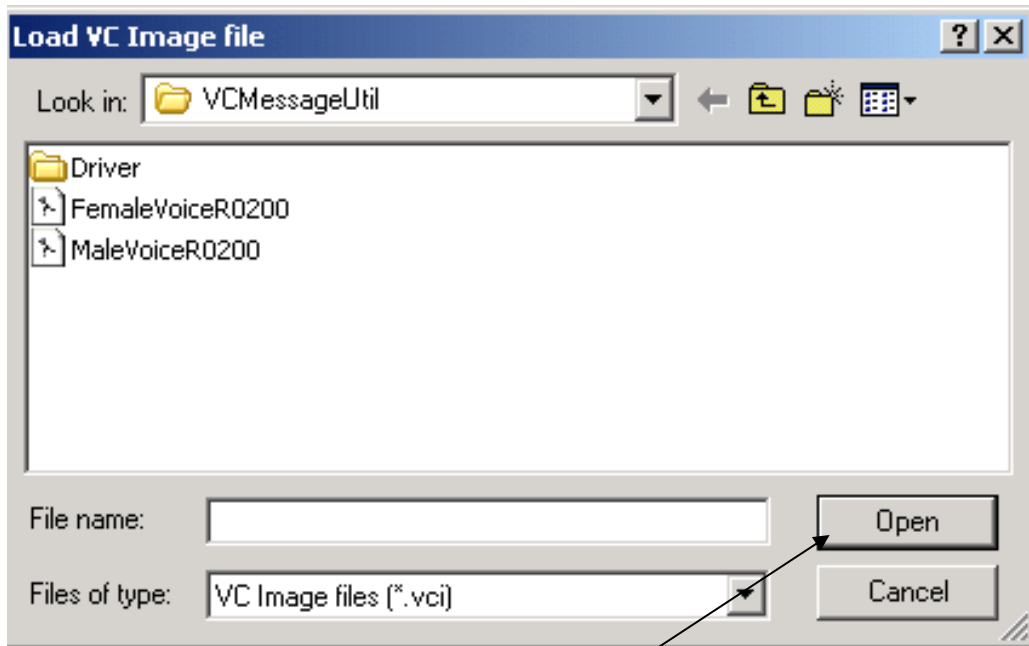 Load VC Image file
Look in: VCMessageUtil
Driver
FemaleVoiceR0200
MaleVoiceR0200
File name: Open
Files of type: VC Image files (*.vci) Cancel